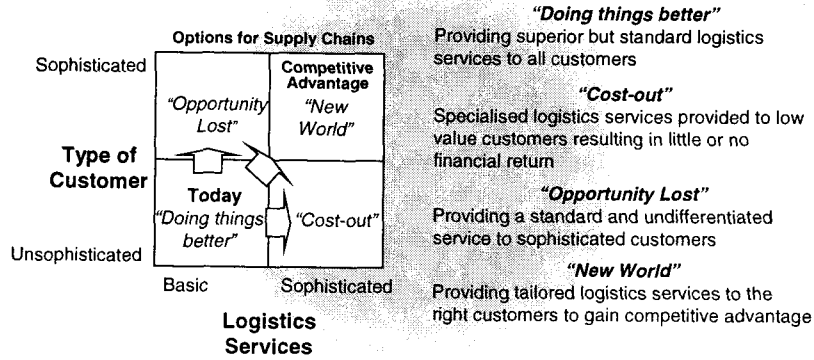 Options for Supply Chains
Sophisticated
Competitive
Advantage
"Opportunity
Lost"
"New
World"
Type of
Customer
Today
"Doing things
better"
"Cost-out"
Unsophisticated
Basic
Sophisticated
Logistics
Services
"Doing things better"
Providing superior but standard logistics
services to all customers
"Cost-out"
Specialised logistics services provided to low
value customers resulting in little or no
financial return
"Opportunity Lost"
Providing a standard and undifferentiated
service to sophisticated customers
"New World"
Providing tailored logistics services to the
right customers to gain competitive advantage